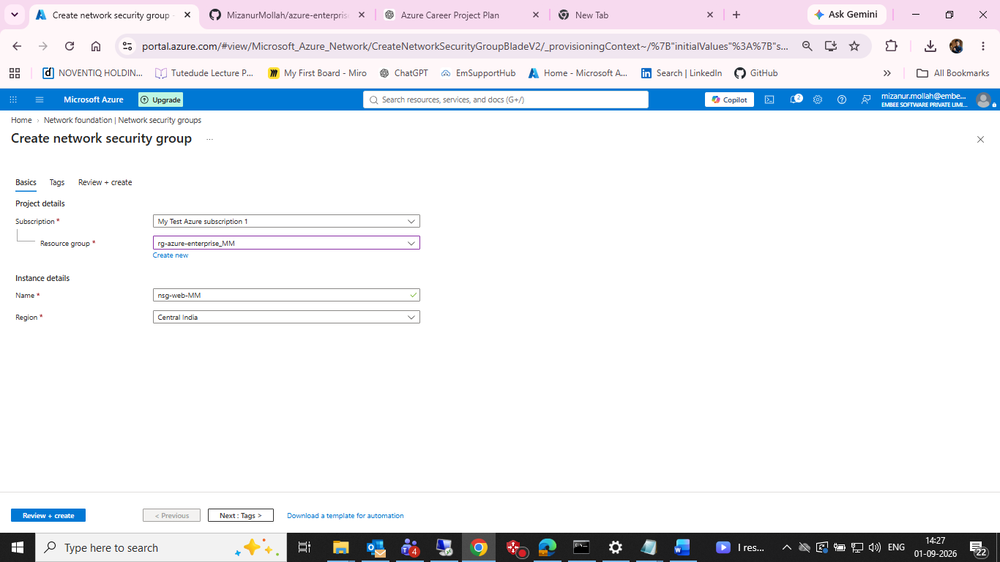 Create network security group -
MizanurMollah/azure-enterprise
Azure Career Project Plan
New Tab
Ask Gemini
portal.azure.com/#view/Microsoft_Azure_Network/CreateNetworkSecurityGroupBladeV2/_provisioningContext~/%7B"initialValues"%3A%7B"s...
NOVENTIQ HOLDIN...
Tutedude Lecture P...
My First Board - Miro
ChatGPT
EmSupportHub
Home - Microsoft A...
Search | LinkedIn
GitHub
»
All Bookmarks
Microsoft Azure
Upgrade
Search resources, services, and docs (G+/)
Copilot
2
mizanur.mollah@embe...
EMBEE SOFTWARE PRIVATE LIMI...
Home > Network foundation | Network security groups
Create network security group ...
Basics Tags Review + create
Project details
Subscription * My Test Azure subscription 1
Resource group * rg-azure-enterprise_MM
Create new
Instance details
Name * nsg-web-MM
Region * Central India
Review + create < Previous Next : Tags > Download a template for automation
Type here to search
4
I res...
ENG
14:27
01-09-2026
22